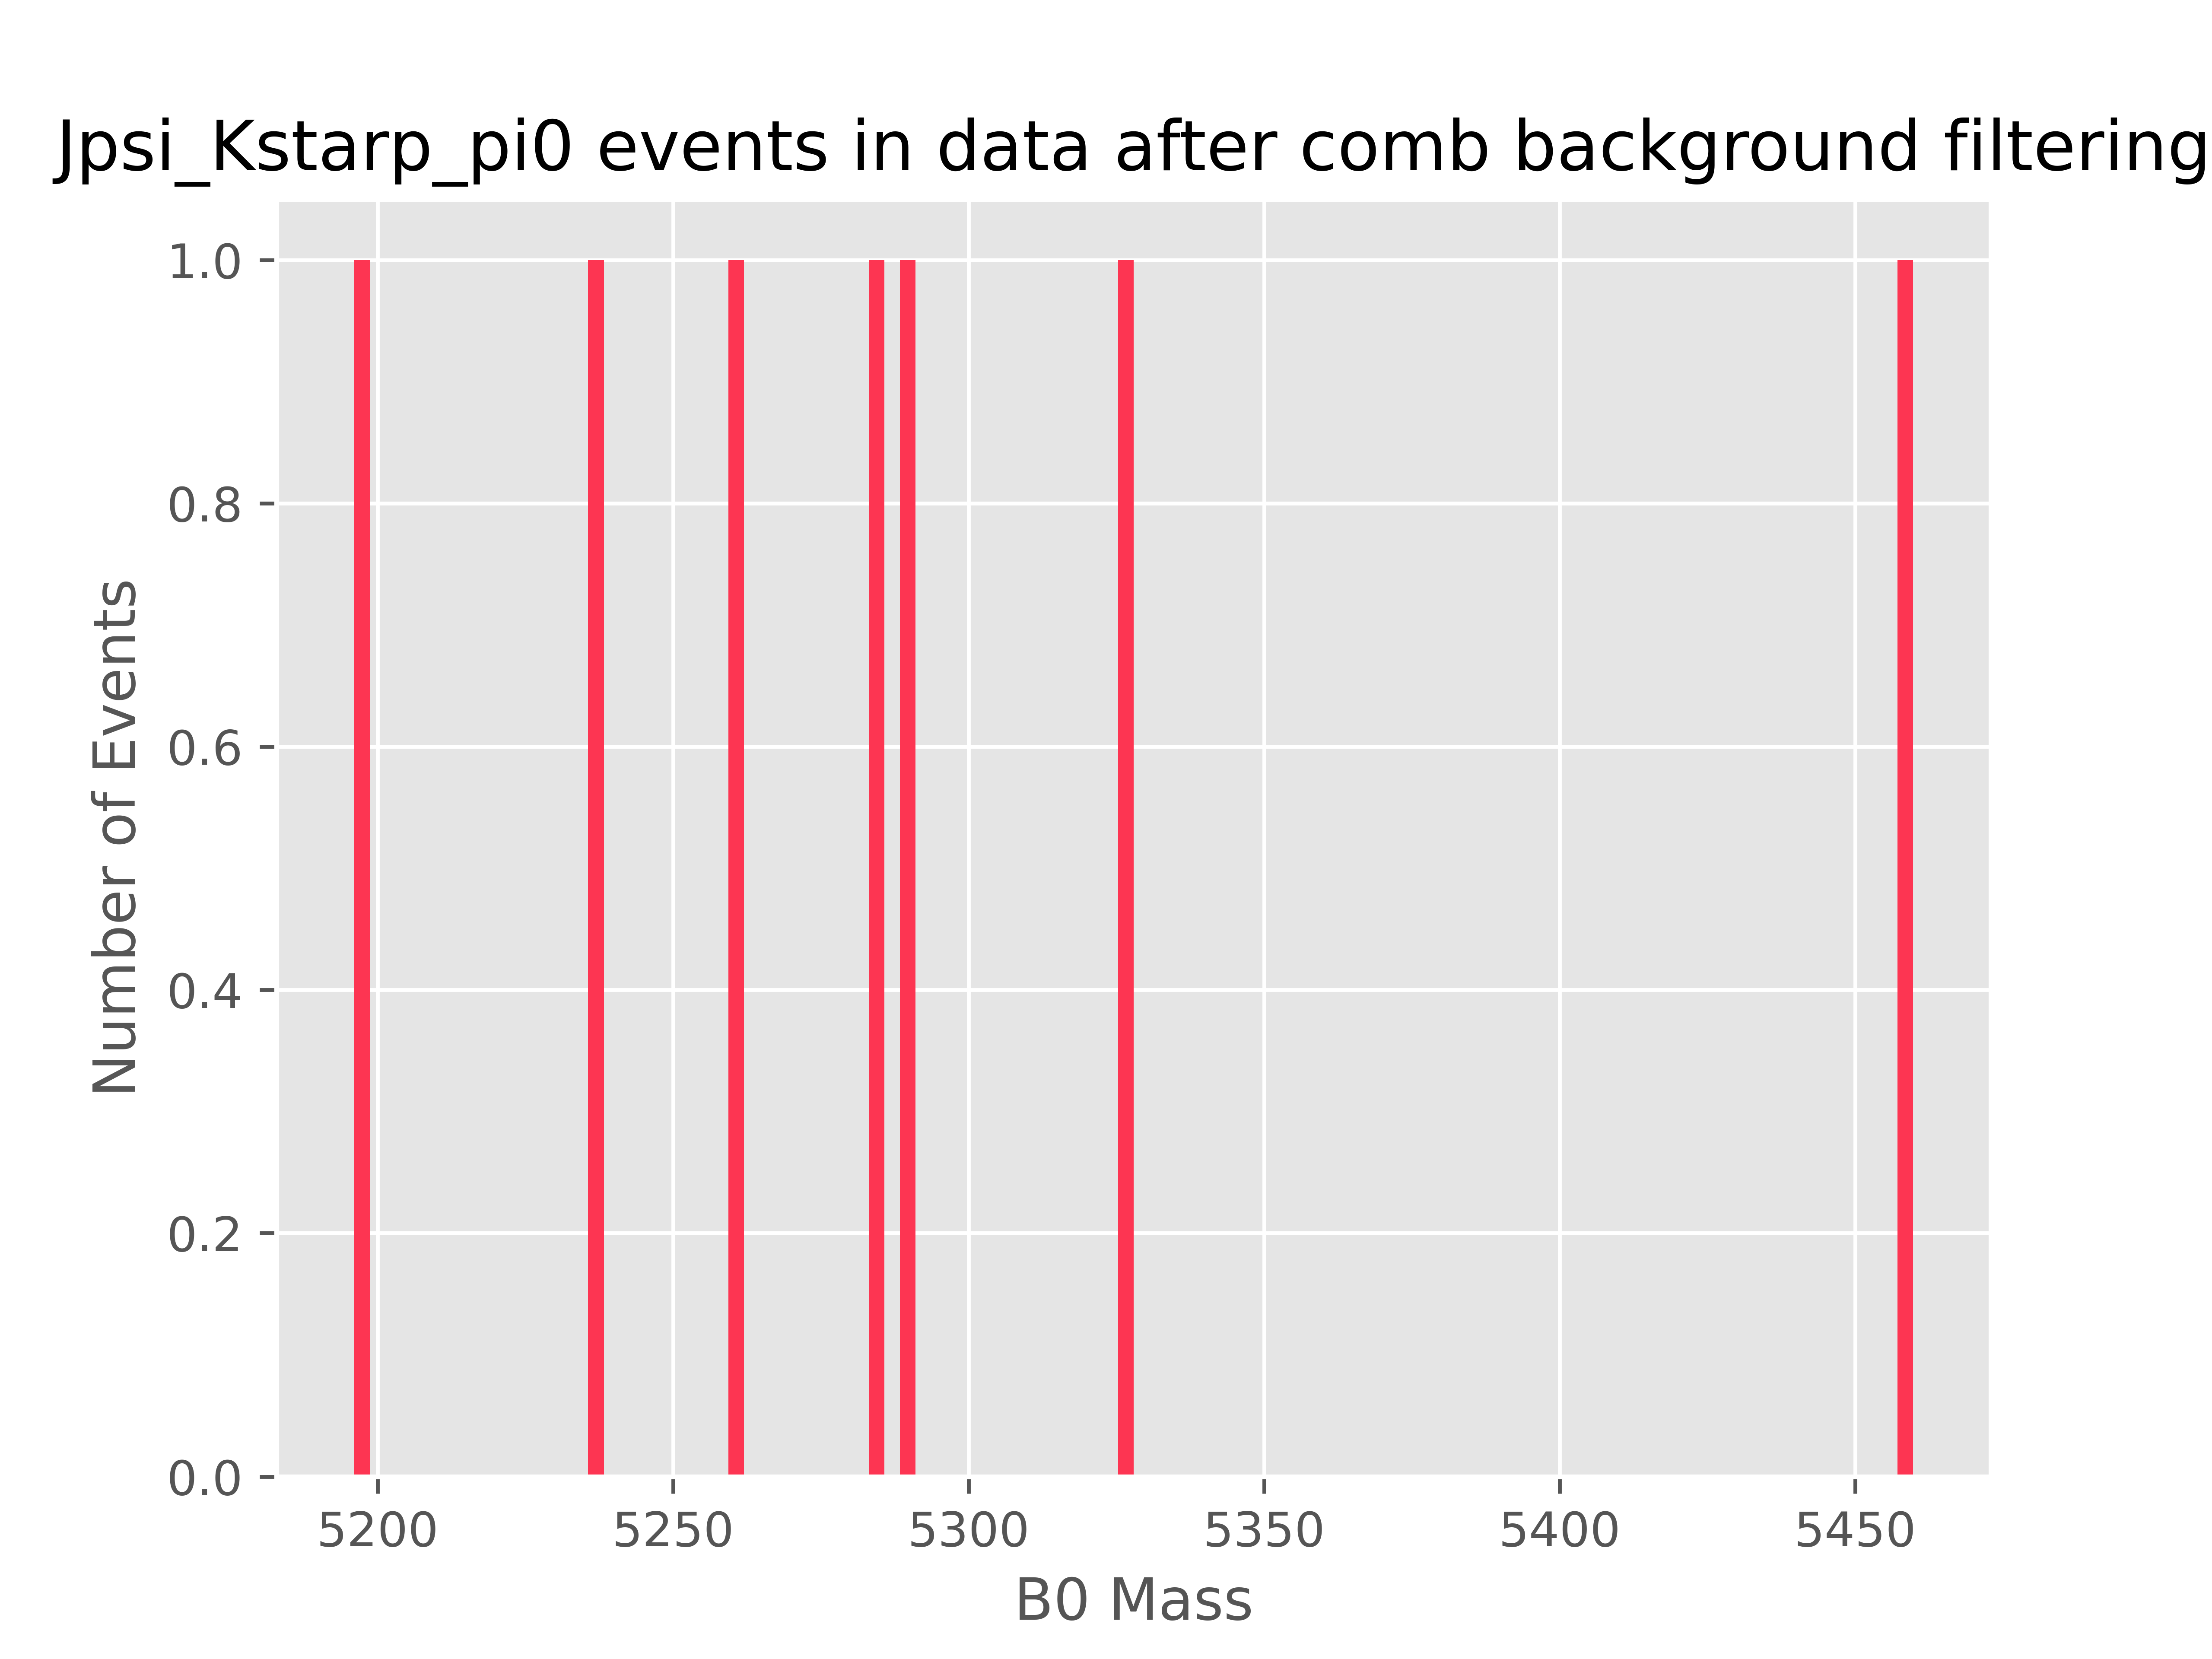 Jpsi_Kstarp_pi0 events in data after comb background filtering
1.0
0.8
0.6
0.4
0.2
0.0
Number of Events
5200 5250 5300 5350 5400 5450
B0 Mass